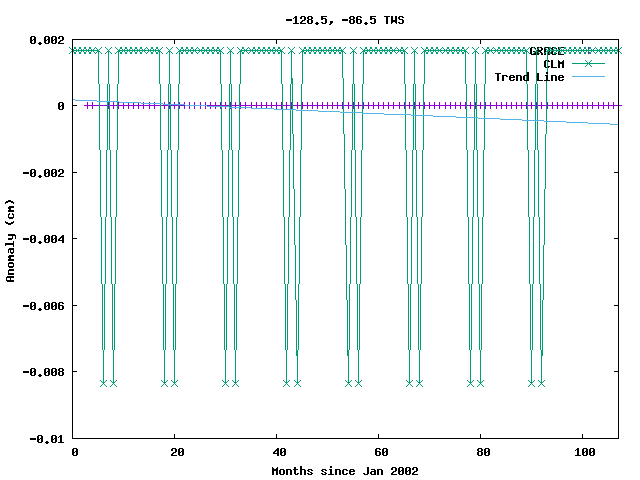 -128.5, -86.5 TWS
0.002
GRACE
CLM
Trend Line
0
-0.002
-0.004
-0.006
-0.008
-0.01
Anomaly (cm)
0 20 40 60 80 100
Months since Jan 2002